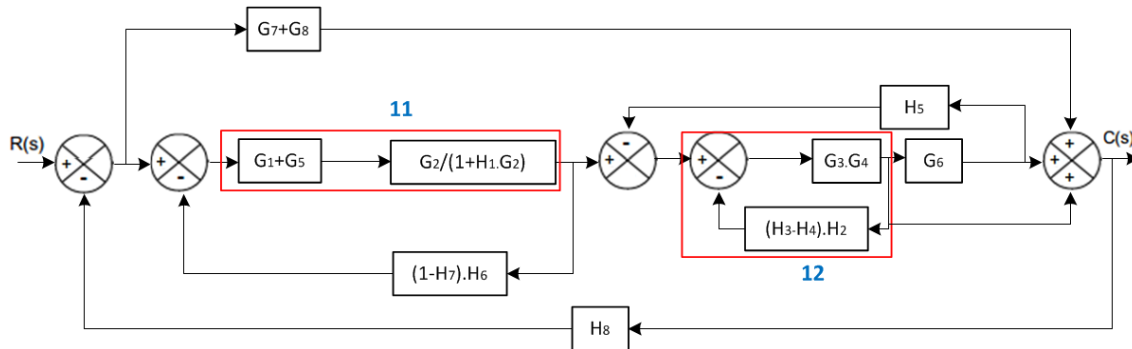 G7+G8
11
H5
R(s)
C(s)
+
-
+
-
G1+G5
G2/(1+H1.G2)
+
-
+
-
G3.G4
G6
+
+
+
(H3-H4).H2
(1-H7).H6
12
H8